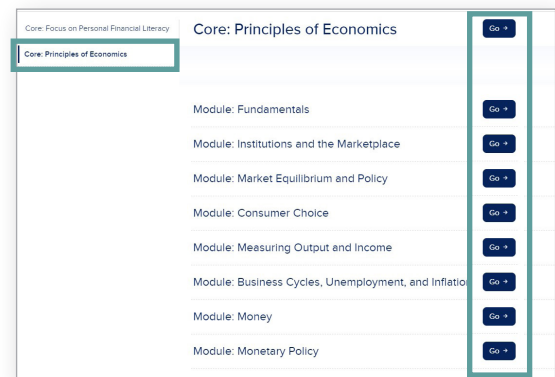 Core: Focus on Personal Financial Literacy
Core: Principles of Economics
Core: Principles of Economics Go →
Module: Fundamentals Go →
Module: Institutions and the Marketplace Go →
Module: Market Equilibrium and Policy Go →
Module: Consumer Choice Go →
Module: Measuring Output and Income Go →
Module: Business Cycles, Unemployment, and Inflation Go →
Module: Money Go →
Module: Monetary Policy Go →